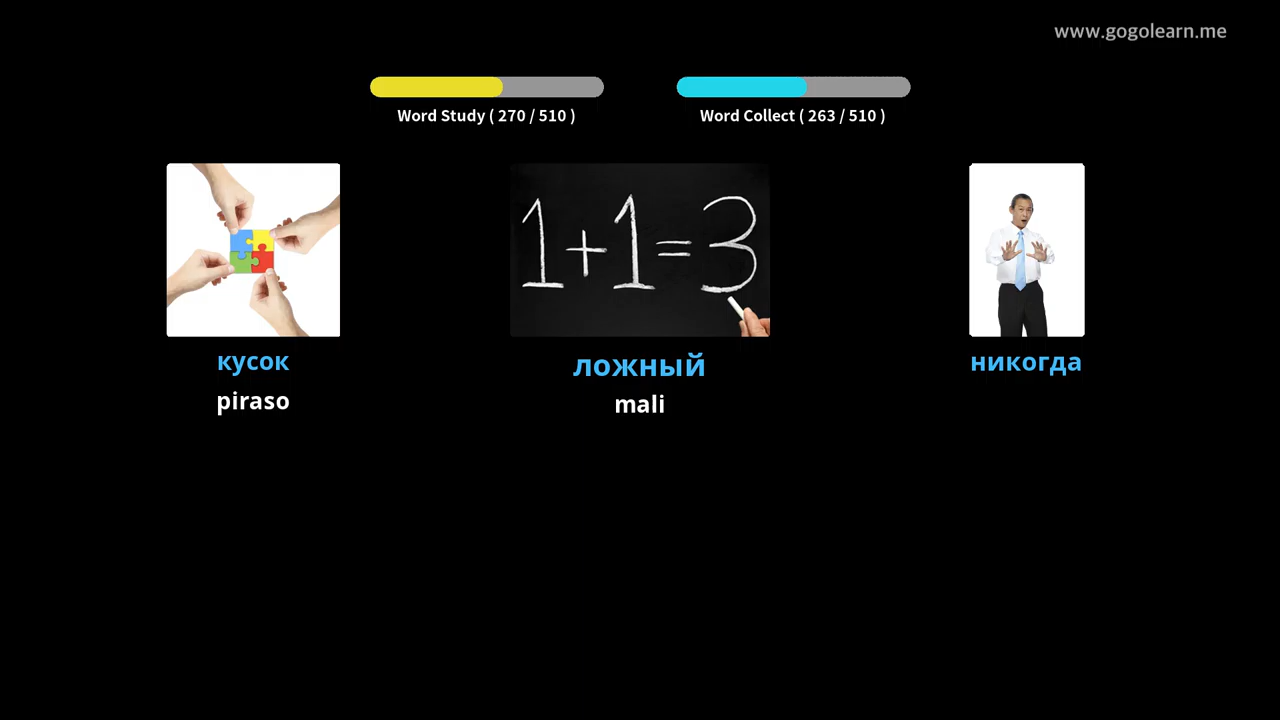 www.gogolearn.me
Word Study ( 270 / 510 )
Word Collect ( 263 / 510 )
1+1=3
кусок
piraso
ложный
mali
никогда